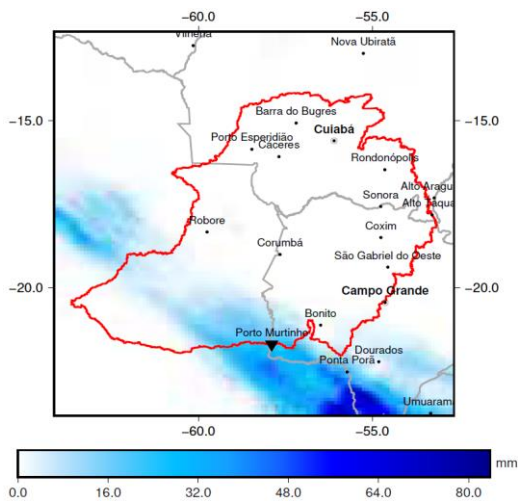 −60.0 −55.0
Vilhena
Nova Ubiratã
−15.0 −15.0
Barra do Bugres
Cuiabá
Porto Esperidião
Cáceres
Rondonópolis
Alto Aragu
Sonora
Alto Taqua
Robore
Coxim
Corumbá
São Gabriel do Oeste
−20.0 −20.0
Campo Grande
Bonito
Porto Murtinho
Dourados
Ponta Porã
Umuarama
−60.0 −55.0
mm
0.0 16.0 32.0 48.0 64.0 80.0